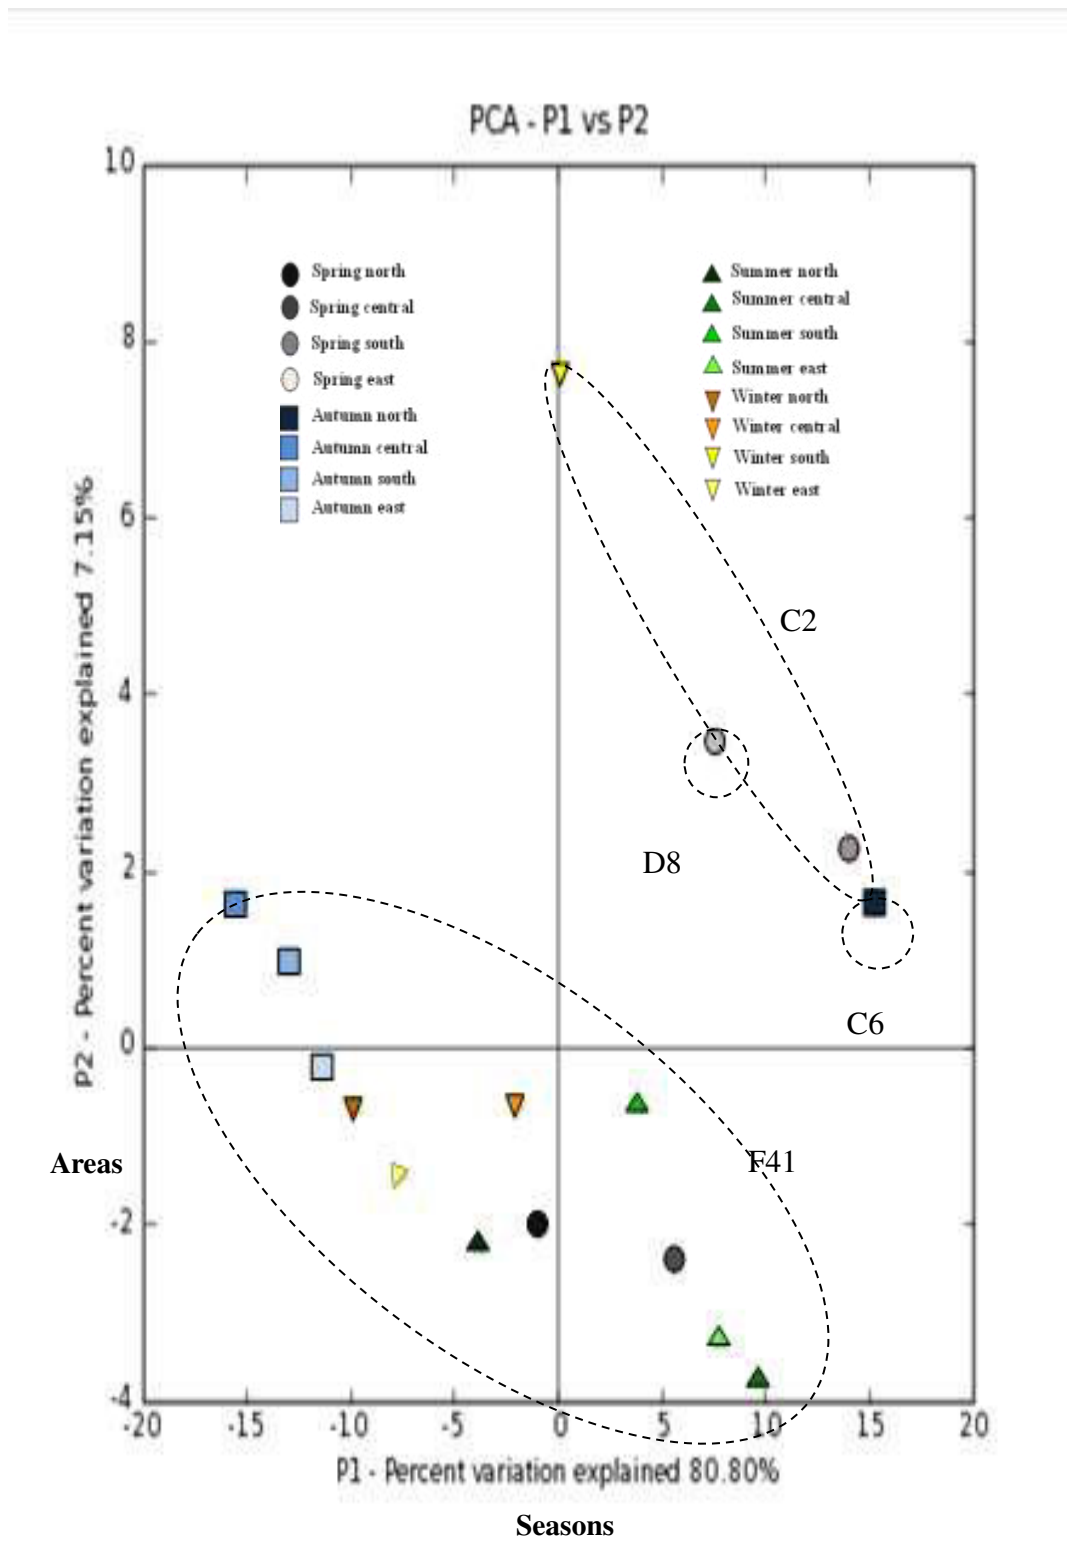 PCA - P1 vs P2
10
8
6
4
2
0
-2
-4
P2 - Percent variation explained 7.15%
Spring north
Spring central
Spring south
Spring east
Autumn north
Autumn central
Autumn south
Autumn east
Summer north
Summer central
Summer south
Summer east
Winter north
Winter central
Winter south
Winter east
C2
D8
C6
F41
Areas
-20 -15 -10 -5 0 5 10 15 20
P1 - Percent variation explained 80.80%
Seasons